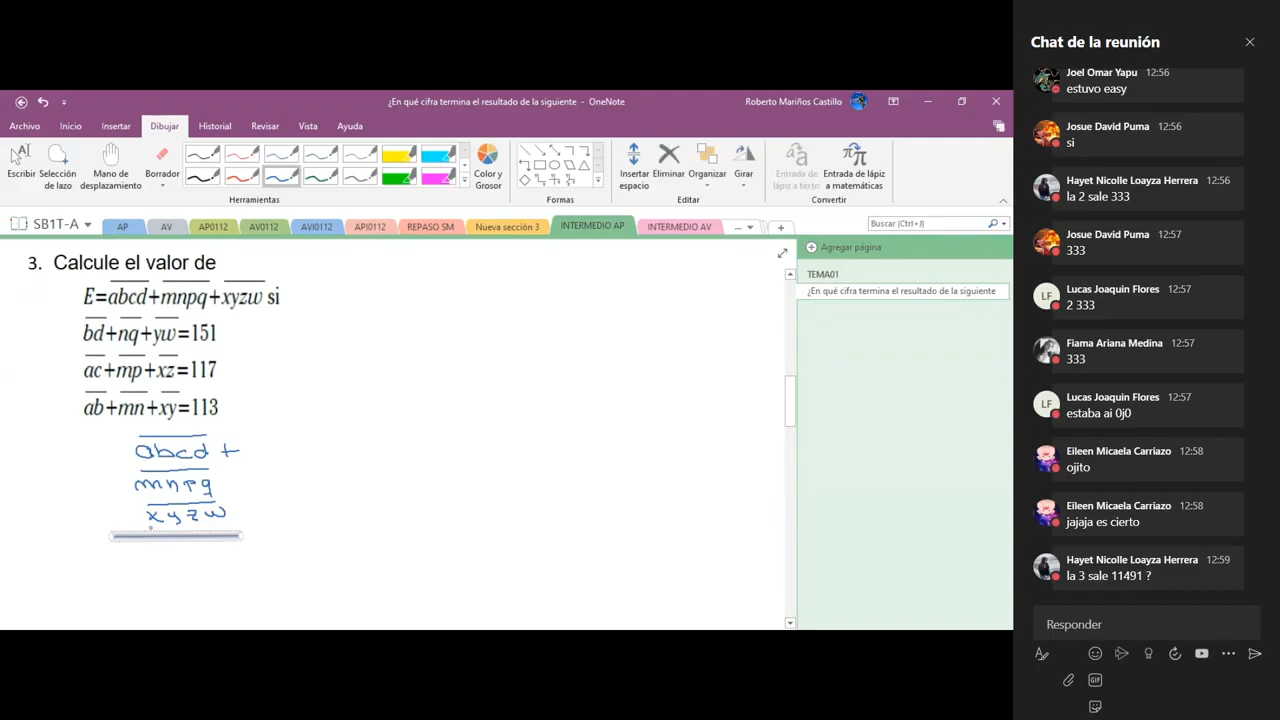 ¿En qué cifra termina el resultado de la siguiente - OneNote
Roberto Mariños Castillo
Archivo Inicio Insertar Dibujar Historial Revisar Vista Ayuda
Escribir
Selección de lazo
Mano de desplazamiento
Borrador
Herramientas
Color y Grosor
Formas
Insertar espacio
Eliminar
Organizar
Girar
Editar
Entrada de lápiz a texto
Entrada de lápiz a matemáticas
Convertir
SB1T-A
AP AV AP0112 AV0112 AVI0112 API0112 REPASO SM Nueva sección 3 INTERMEDIO AP INTERMEDIO AV ...
Buscar (Ctrl+J)
3. Calcule el valor de
E=abcd+mnpq+xyzw si
bd+nq+yw=151
ac+mp+xz=117
ab+mn+xy=113
abcd +
mnpq
xyzw
Agregar página
TEMA01
¿En qué cifra termina el resultado de la siguiente
Chat de la reunión
Joel Omar Yapu 12:56
estuvo easy
Josue David Puma 12:56
si
Hayet Nicolle Loayza Herrera 12:56
la 2 sale 333
Josue David Puma 12:57
333
LF
Lucas Joaquin Flores 12:57
2 333
Fiama Ariana Medina 12:57
333
LF
Lucas Joaquin Flores 12:57
estaba ai 0j0
Eileen Micaela Carriazo 12:58
ojito
Eileen Micaela Carriazo 12:58
jajaja es cierto
Hayet Nicolle Loayza Herrera 12:59
la 3 sale 11491 ?
Responder
GIF